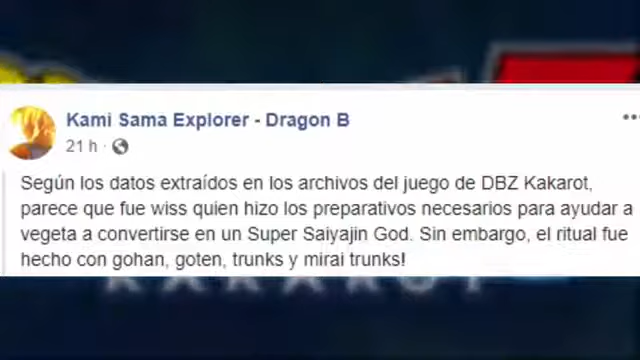 Kami Sama Explorer - Dragon B
21 h ·
Según los datos extraídos en los archivos del juego de DBZ Kakarot,
parece que fue wiss quien hizo los preparativos necesarios para ayudar a
vegeta a convertirse en un Super Saiyajin God. Sin embargo, el ritual fue
hecho con gohan, goten, trunks y mirai trunks!
KAKAROT